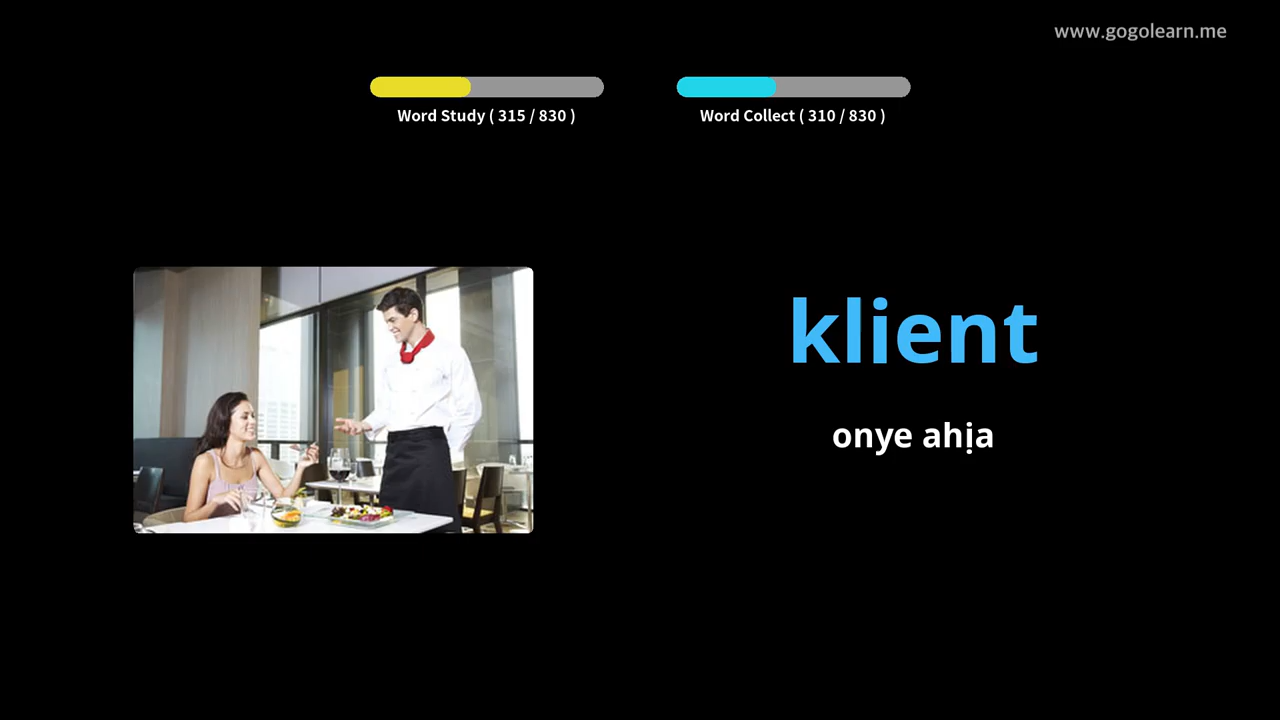 www.gogolearn.me
Word Study ( 315 / 830 )
Word Collect ( 310 / 830 )
klient
onye ahịa